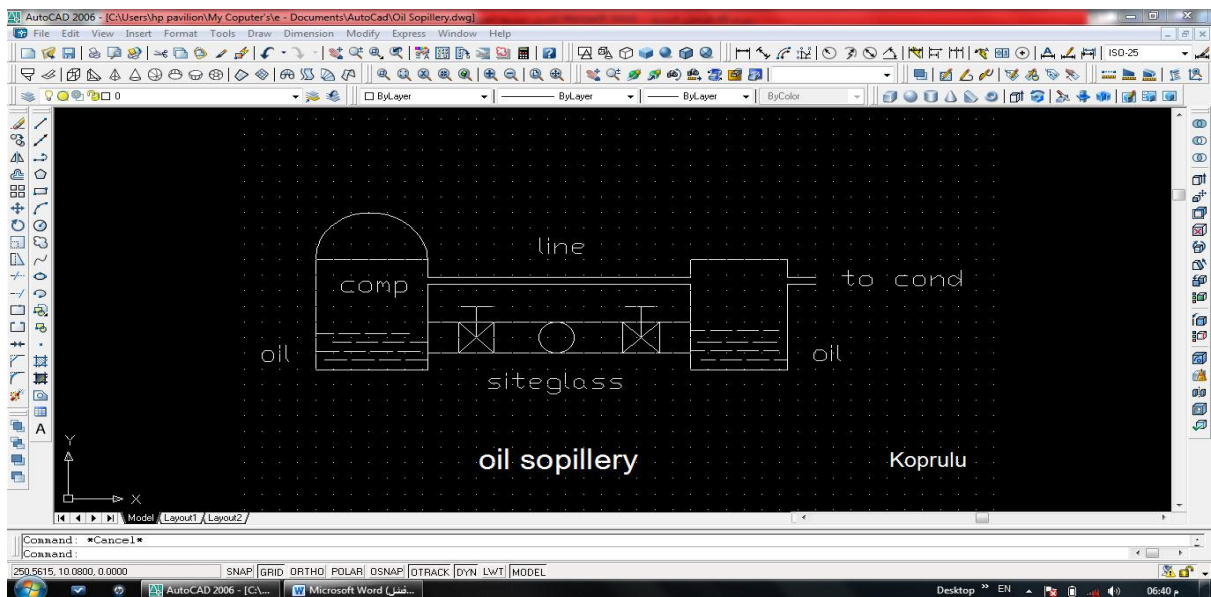 AutoCAD 2006 - [C:\Users\hp pavilion\My Coputer's\e - Documents\AutoCad\Oil Sopillery.dwg]
File Edit View Insert Format Tools Draw Dimension Modify Express Window Help
ISO-25
0 ByLayer ByLayer ByLayer ByColor
line
comp
to cond
oil
oil
siteglass
oil sopillery
Koprulu
Y
X
Model Layout1 Layout2
Command: *Cancel*
Command:
250.5615, 10.0800, 0.0000 SNAP GRID ORTHO POLAR OSNAP OTRACK DYN LWT MODEL
AutoCAD 2006 - [C:\... Microsoft Word Desktop EN 06:40 م